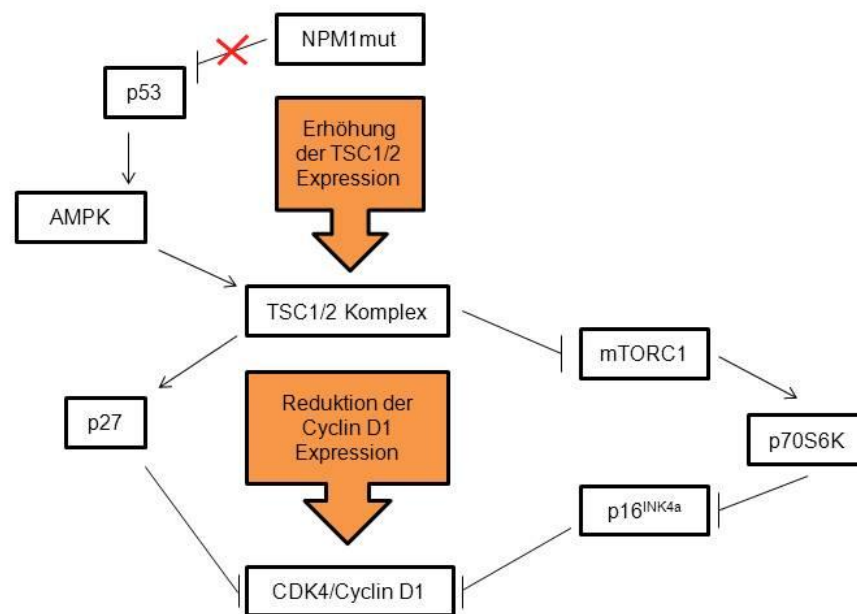 NPM1mut
p53
Erhöhung
der TSC1/2
Expression
AMPK
TSC1/2 Komplex
mTORC1
Reduktion der
Cyclin D1
Expression
p27
p70S6K
p16INK4a
CDK4/Cyclin D1